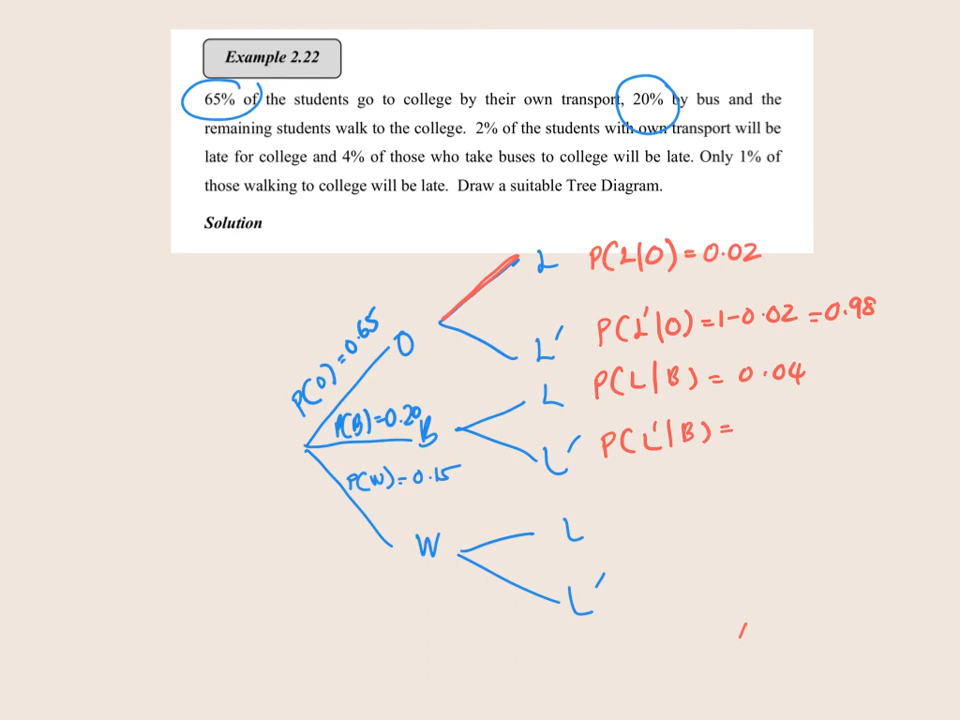 Example 2.22
65% of the students go to college by their own transport, 20% by bus and the
remaining students walk to the college. 2% of the students with own transport will be
late for college and 4% of those who take buses to college will be late. Only 1% of
those walking to college will be late. Draw a suitable Tree Diagram.
Solution
L P(L|O) = 0.02
P(O) = 0.65
O
L' P(L'|O) = 1-0.02 = 0.98
L P(L|B) = 0.04
P(B)=0.20 B
L' P(L'|B) =
P(W)=0.15
W
L
L'